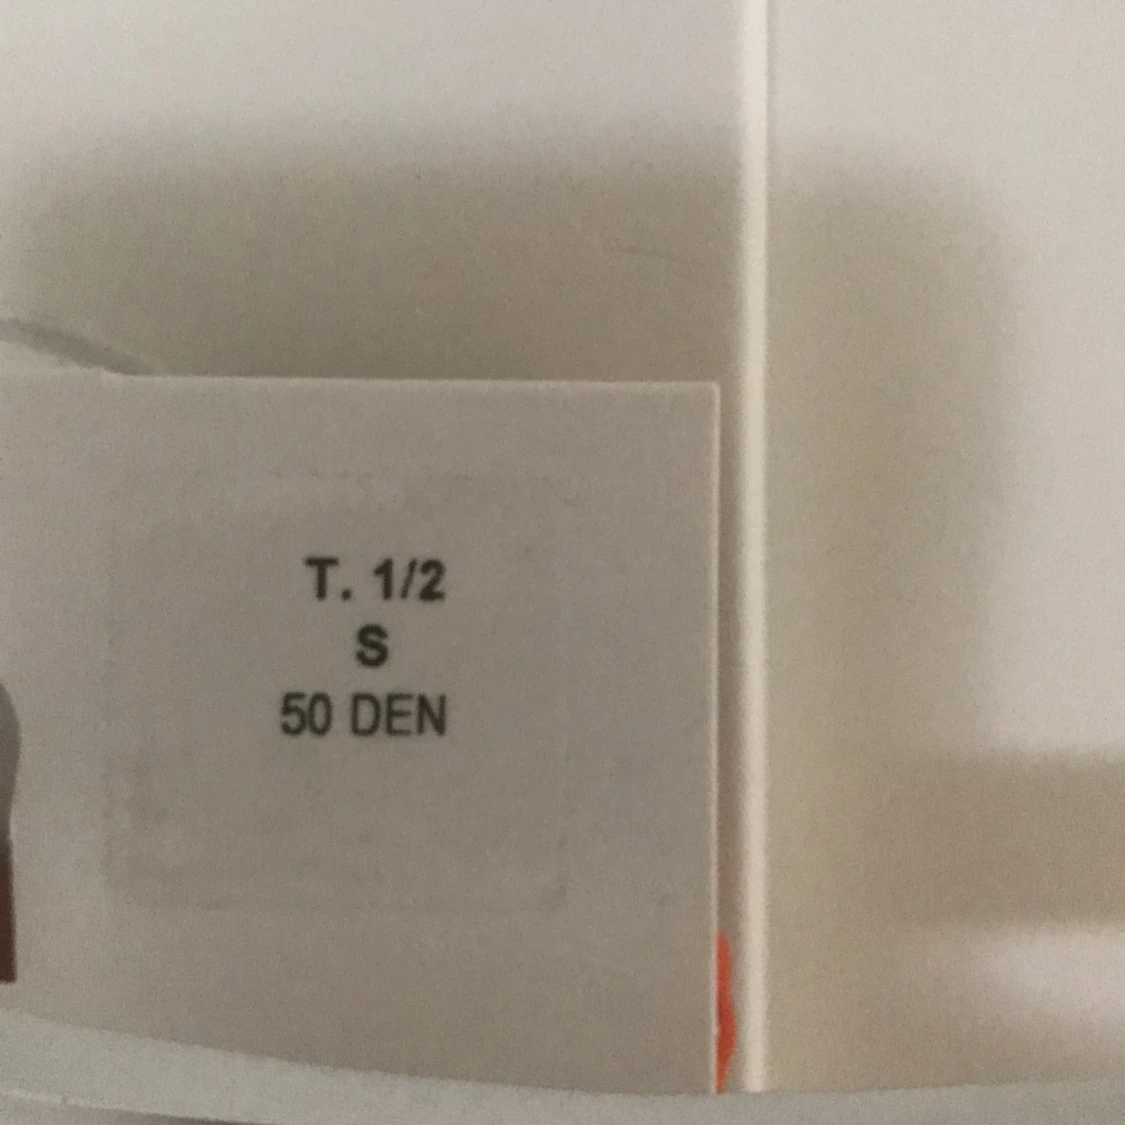 T. 1/2
S
50 DEN